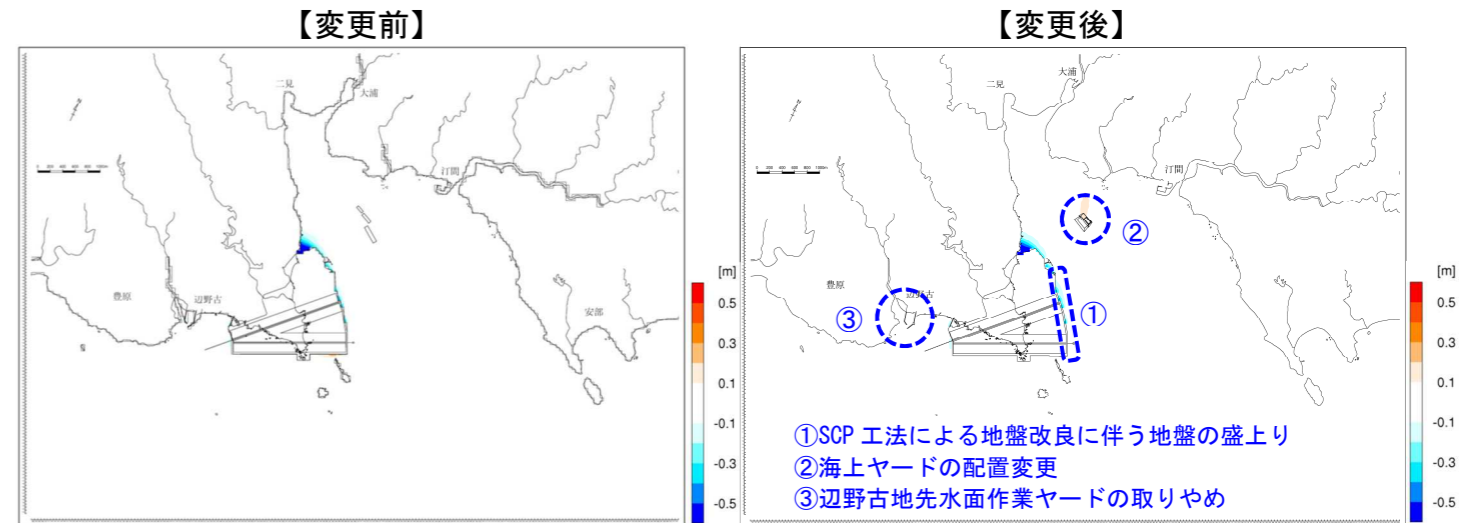 【変更前】
二見
大浦
汀間
豊原
辺野古
安部
[m]
0.5
0.3
0.1
-0.1
-0.3
-0.5
【変更後】
二見
大浦
汀間
②
豊原
辺野古
③
①
①SCP 工法による地盤改良に伴う地盤の盛上り
②海上ヤードの配置変更
③辺野古地先水面作業ヤードの取りやめ
[m]
0.5
0.3
0.1
-0.1
-0.3
-0.5